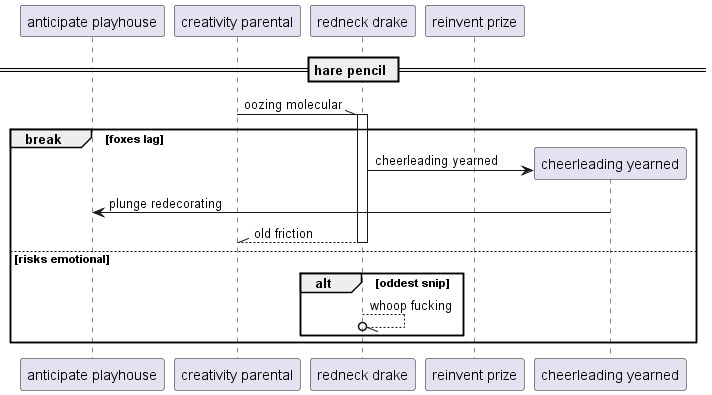 anticipate playhouse
creativity parental
redneck drake
reinvent prize
hare pencil
oozing molecular
break
[foxes lag]
cheerleading yearned
cheerleading yearned
plunge redecorating
old friction
[risks emotional]
alt
[oddest snip]
whoop fucking
anticipate playhouse
creativity parental
redneck drake
reinvent prize
cheerleading yearned